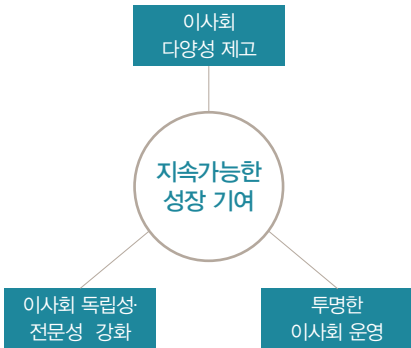 이사회
다양성 제고
지속가능한
성장 기여
이사회 독립성·
전문성 강화
투명한
이사회 운영